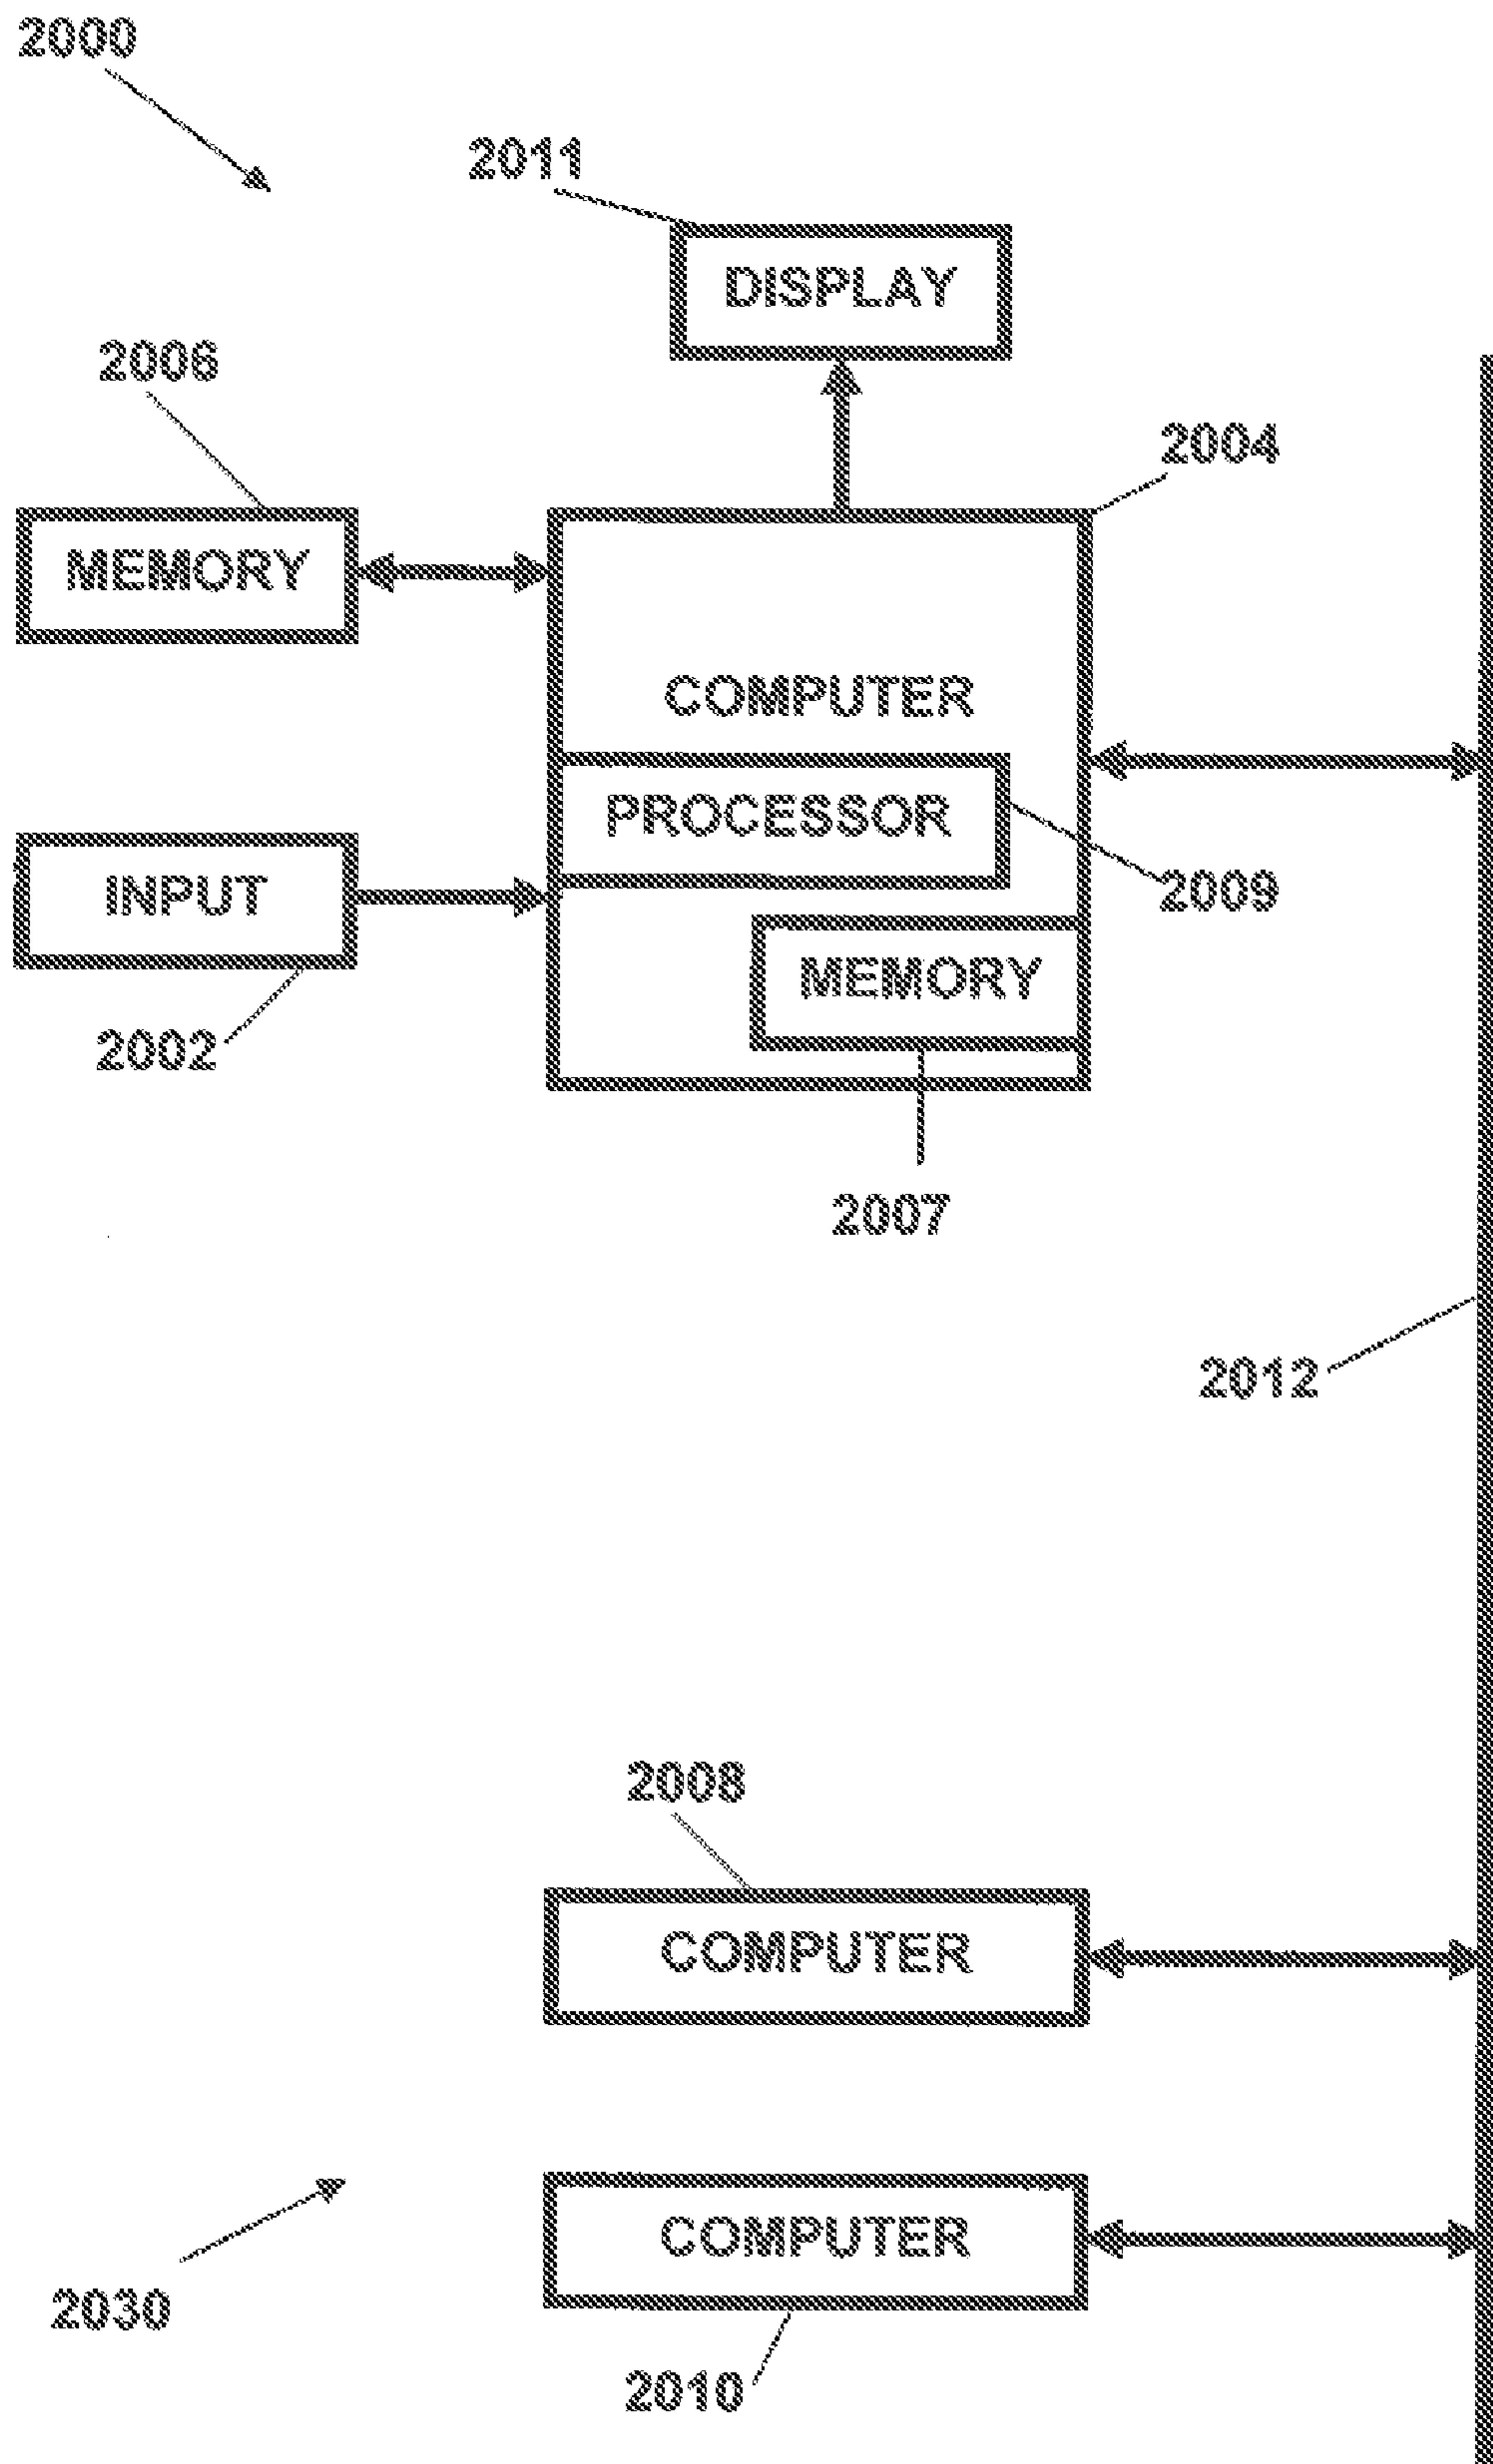 2000
2011
DISPLAY
2006
2004
MEMORY
COMPUTER
PROCESSOR
INPUT
2009
MEMORY
2002
2007
2012
2008
COMPUTER
COMPUTER
2030
2010